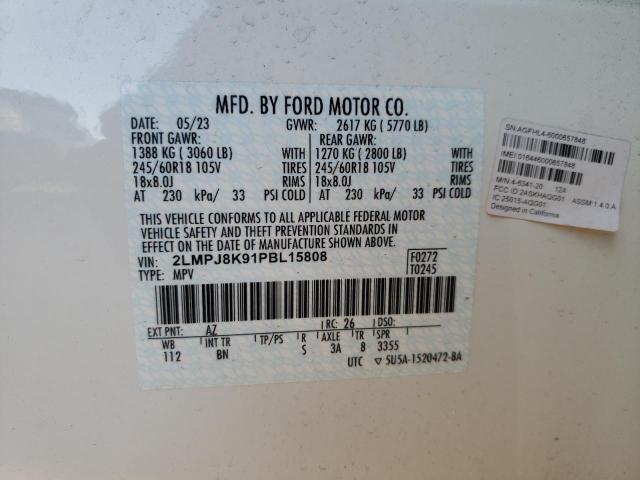 MFD. BY FORD MOTOR CO.
DATE: 05/23 GVWR: 2617 KG ( 5770 LB)
FRONT GAWR: REAR GAWR:
1388 KG ( 3060 LB) WITH 1270 KG ( 2800 LB) WITH
245/60R18 105V TIRES 245/60R18 105V TIRES
18x8.0J RIMS 18x8.0J RIMS
AT 230 kPa/ 33 PSI COLD AT 230 kPa/ 33 PSI COLD
THIS VEHICLE CONFORMS TO ALL APPLICABLE FEDERAL MOTOR
VEHICLE SAFETY AND THEFT PREVENTION STANDARDS IN
EFFECT ON THE DATE OF MANUFACTURE SHOWN ABOVE.
VIN: 2LMPJ8K91PBL15808 F0272
TYPE: MPV T0245
EXT PNT: AZ RC: 26 DSO:
WB INT TR TP/PS R AXLE TR SPR
112 BN S 3A 8 3355
UTC 5U5A-1520472-BA
SN:AGFHL4-6000657848
IMEI:016446000657848
M/N:4-6341-20 12A
FCC ID:2ASKHAQG01 ASSM:1.4.0.A
IC:25015-AQG01
Designed in California